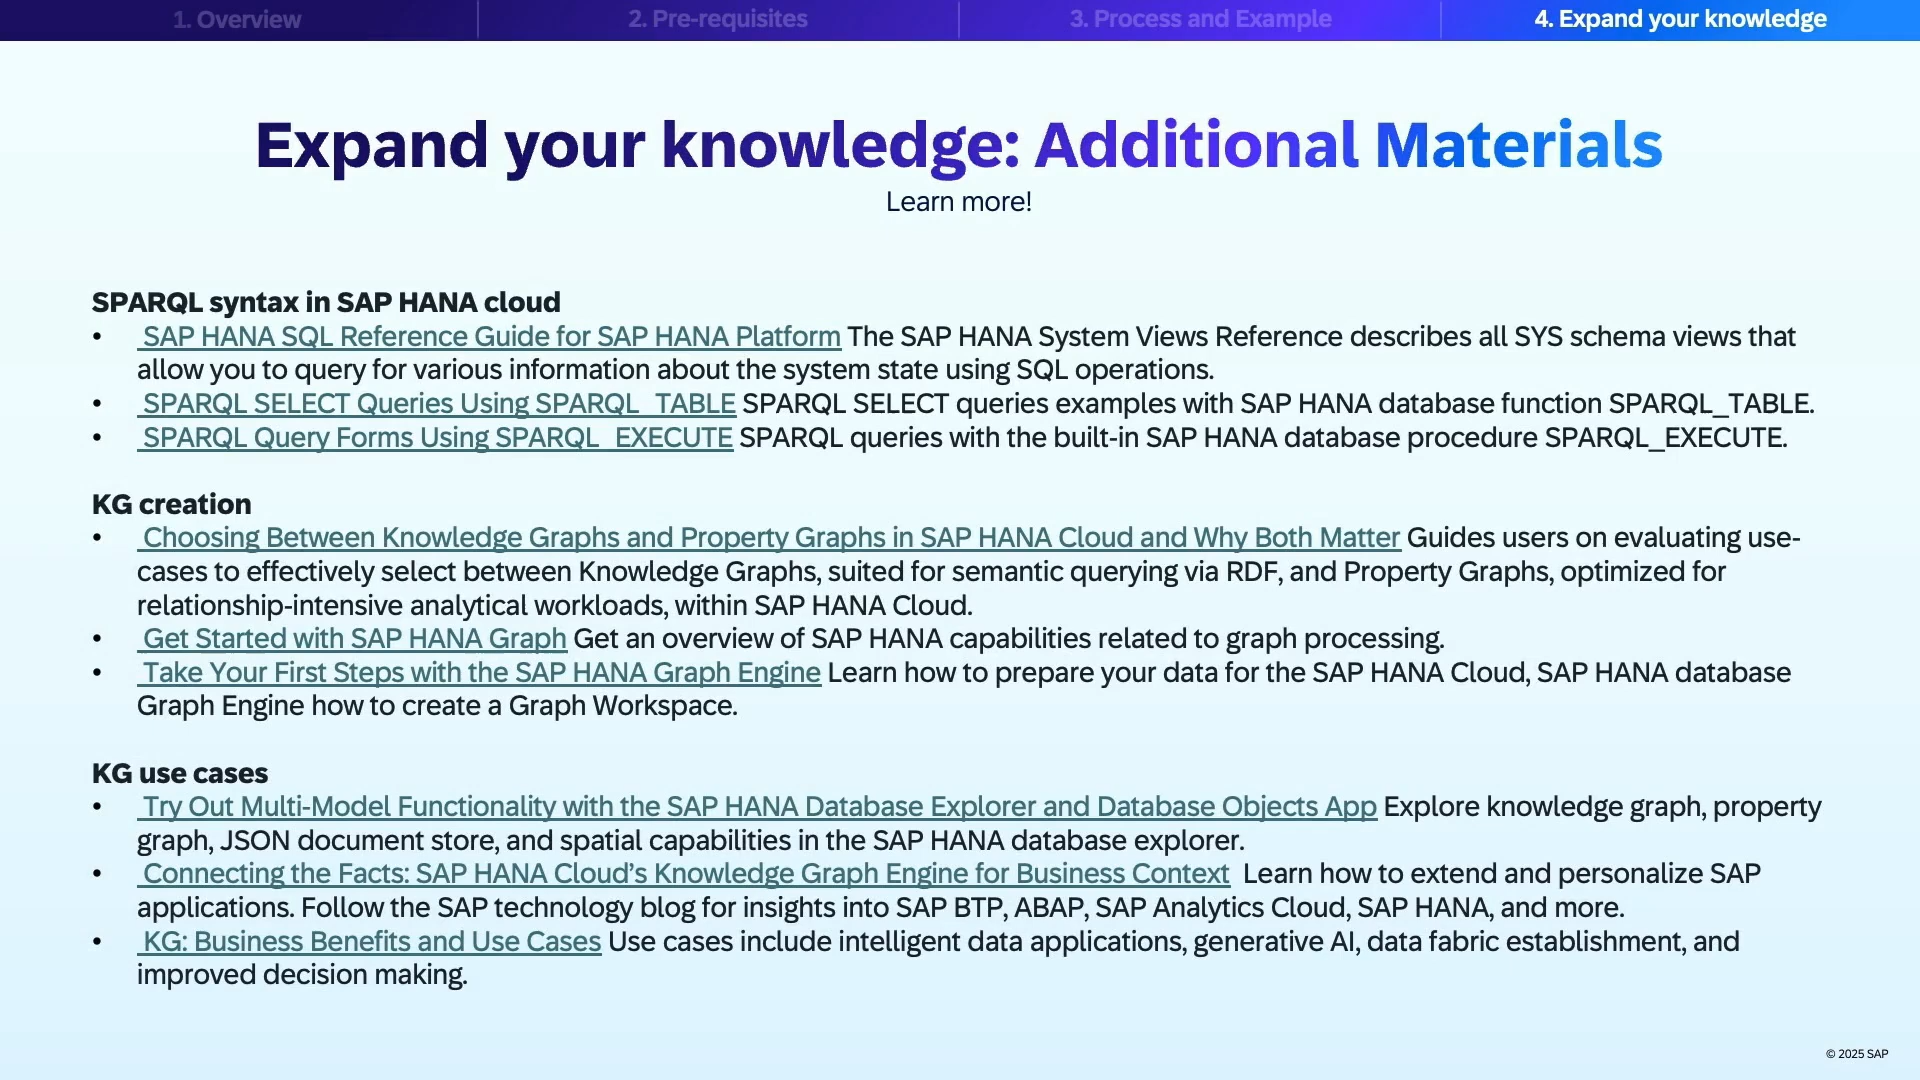 1. Overview
2. Pre-requisites
3. Process and Example
4. Expand your knowledge
Expand your knowledge: Additional Materials
Learn more!
SPARQL syntax in SAP HANA cloud
• SAP HANA SQL Reference Guide for SAP HANA Platform The SAP HANA System Views Reference describes all SYS schema views that
allow you to query for various information about the system state using SQL operations.
• SPARQL SELECT Queries Using SPARQL_TABLE SPARQL SELECT queries examples with SAP HANA database function SPARQL_TABLE.
• SPARQL Query Forms Using SPARQL_EXECUTE SPARQL queries with the built-in SAP HANA database procedure SPARQL_EXECUTE.
KG creation
• Choosing Between Knowledge Graphs and Property Graphs in SAP HANA Cloud and Why Both Matter Guides users on evaluating use-
cases to effectively select between Knowledge Graphs, suited for semantic querying via RDF, and Property Graphs, optimized for
relationship-intensive analytical workloads, within SAP HANA Cloud.
• Get Started with SAP HANA Graph Get an overview of SAP HANA capabilities related to graph processing.
• Take Your First Steps with the SAP HANA Graph Engine Learn how to prepare your data for the SAP HANA Cloud, SAP HANA database
Graph Engine how to create a Graph Workspace.
KG use cases
• Try Out Multi-Model Functionality with the SAP HANA Database Explorer and Database Objects App Explore knowledge graph, property
graph, JSON document store, and spatial capabilities in the SAP HANA database explorer.
• Connecting the Facts: SAP HANA Cloud’s Knowledge Graph Engine for Business Context Learn how to extend and personalize SAP
applications. Follow the SAP technology blog for insights into SAP BTP, ABAP, SAP Analytics Cloud, SAP HANA, and more.
• KG: Business Benefits and Use Cases Use cases include intelligent data applications, generative AI, data fabric establishment, and
improved decision making.
© 2025 SAP